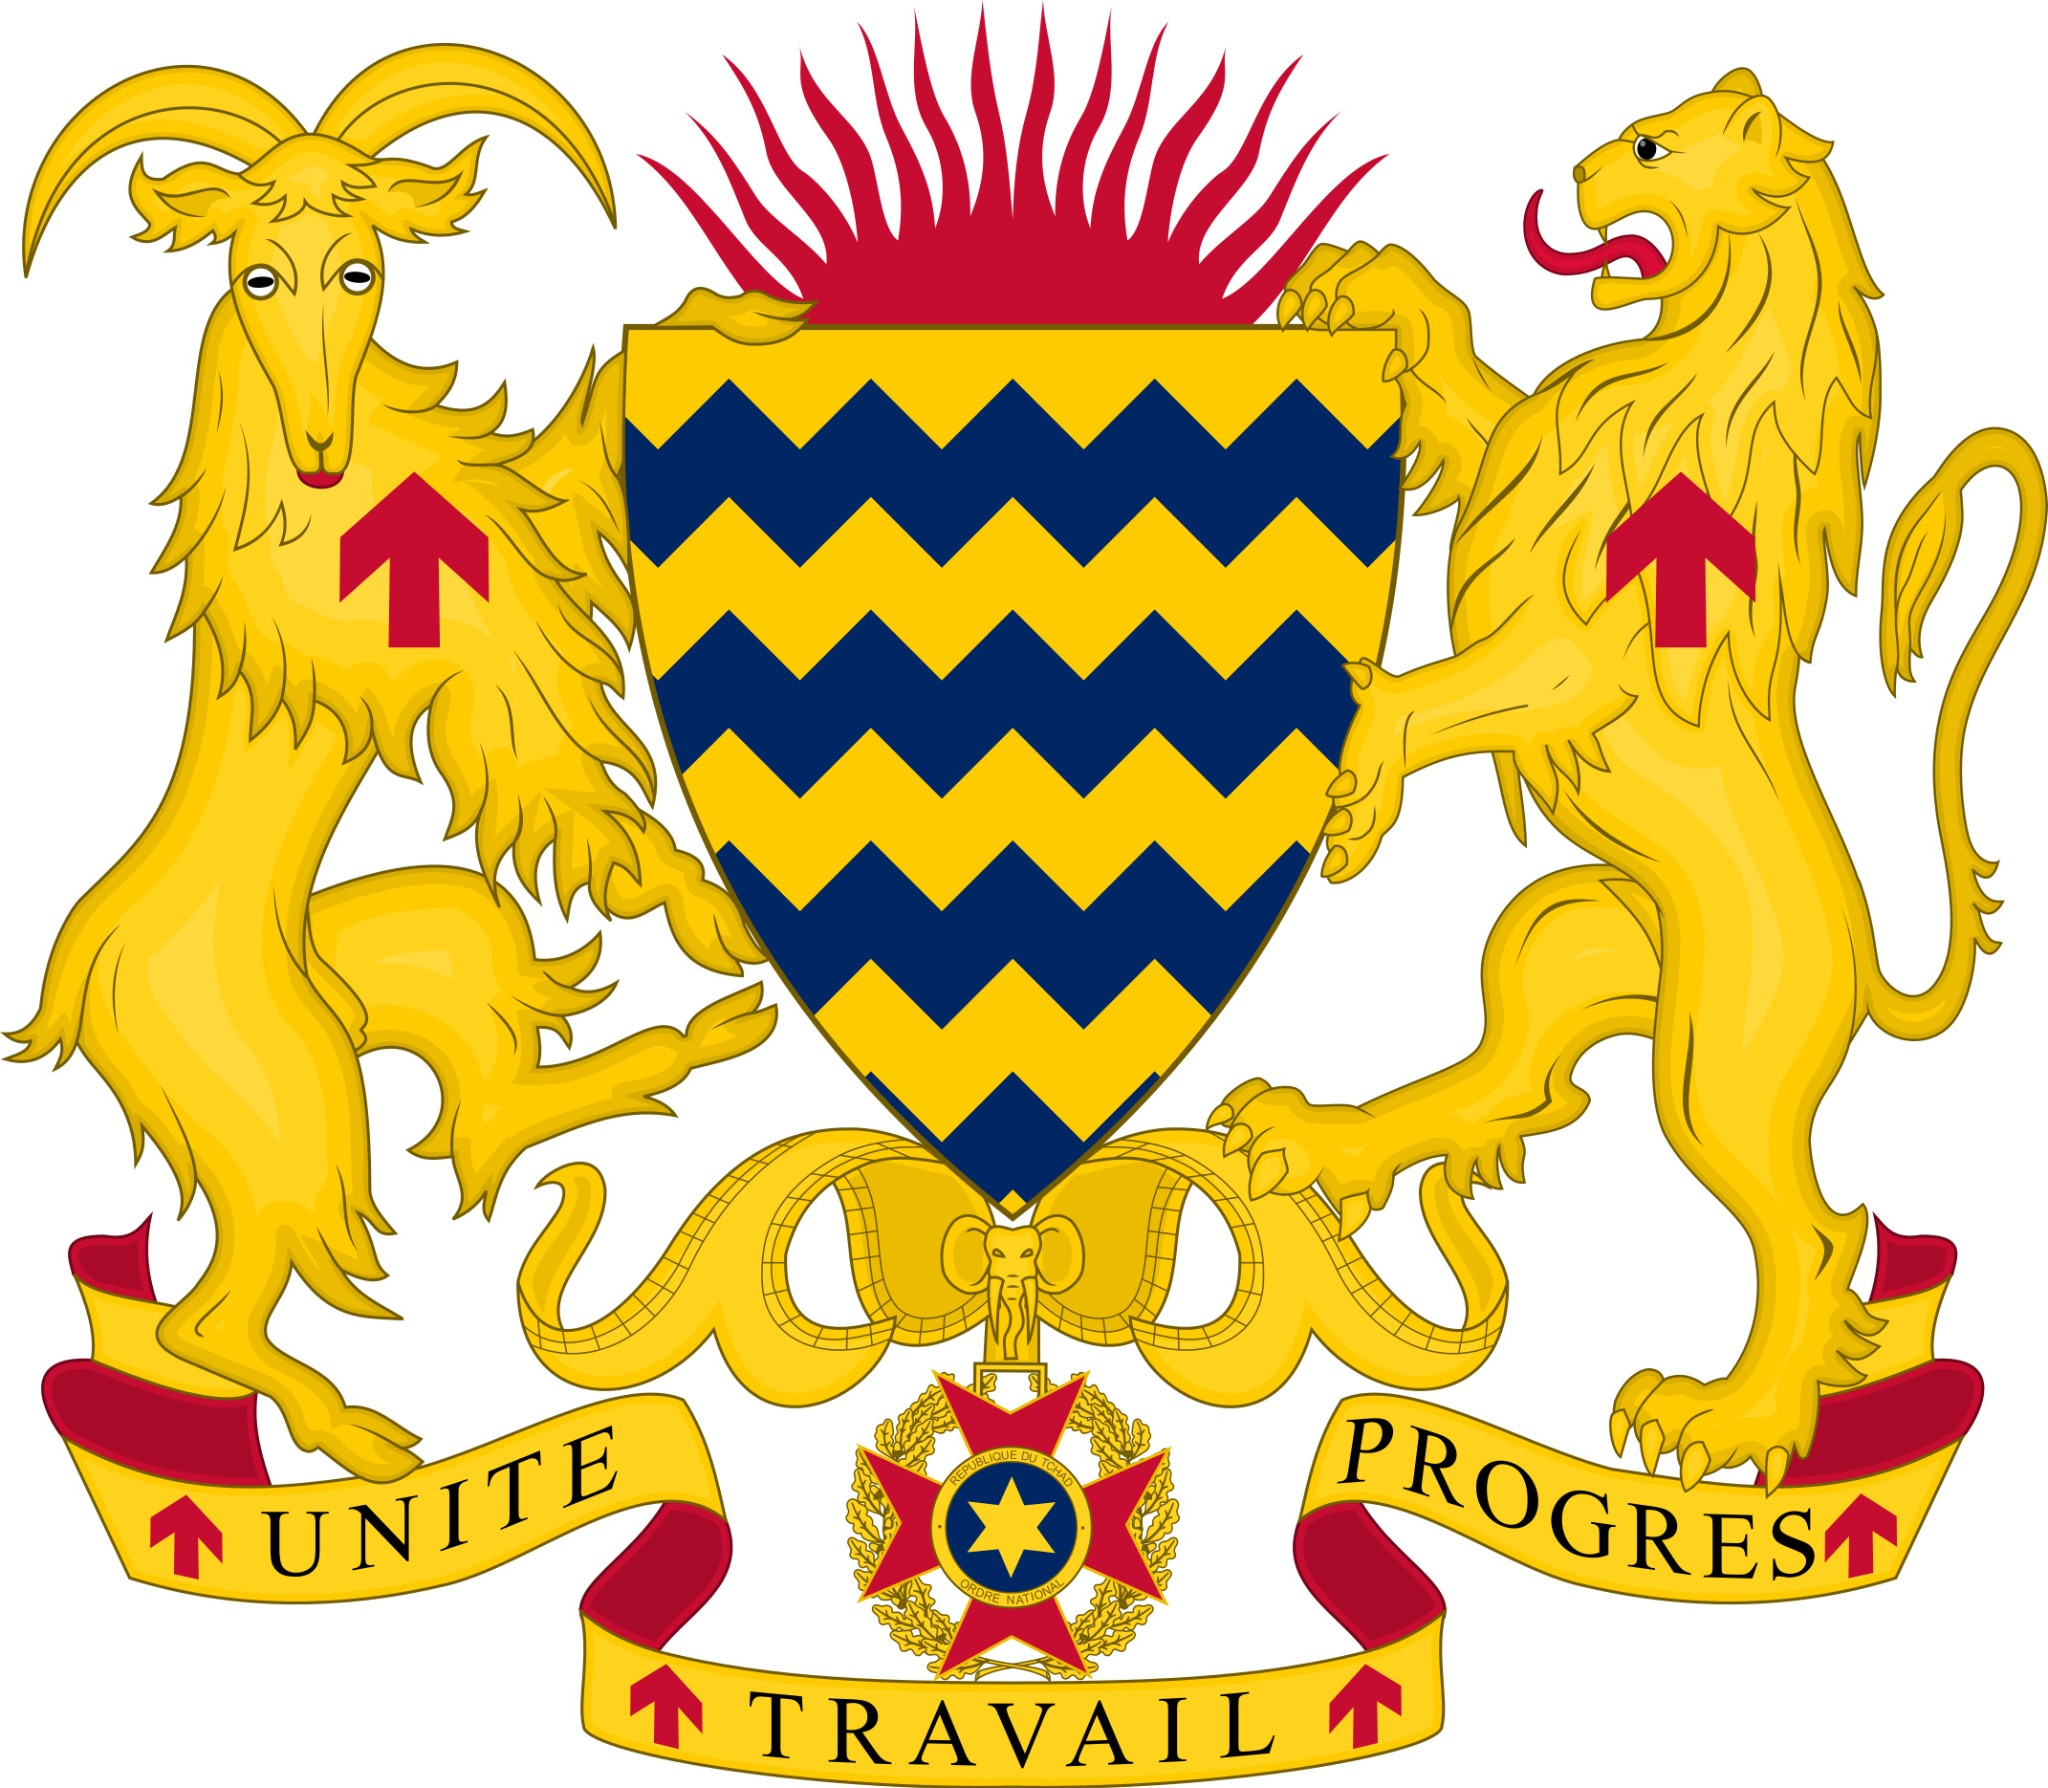 UNITE
PROGRES
REPUBLIQUE DU TCHAD
ORDRE NATIONAL
TRAVAIL